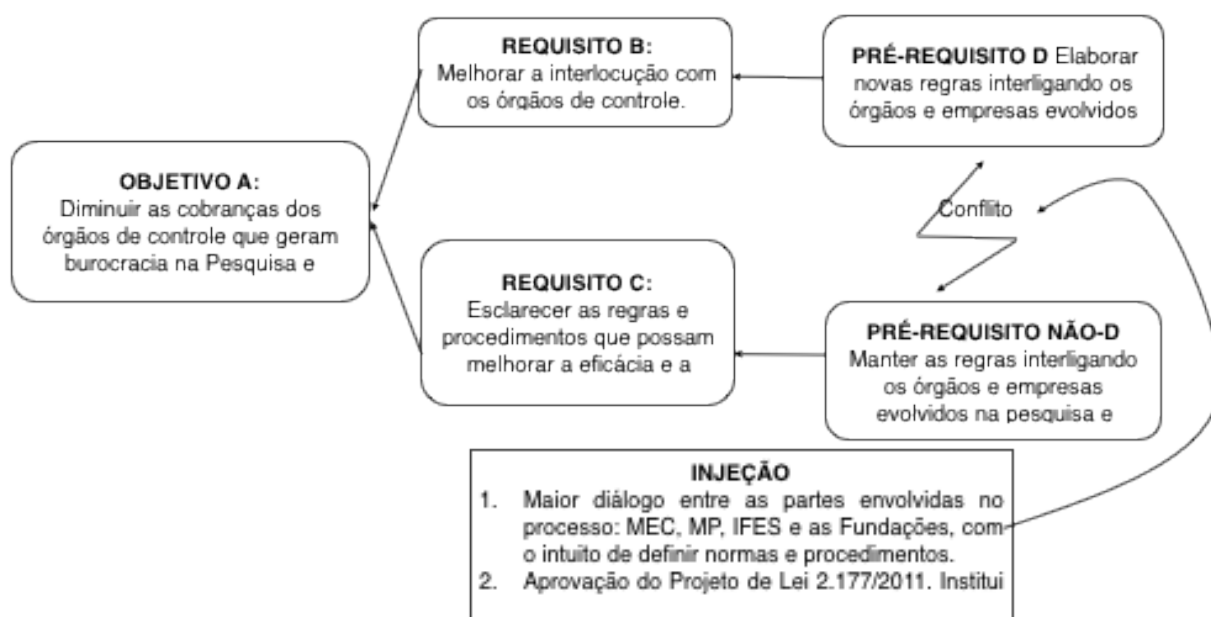 REQUISITO B:
Melhorar a interlocução com
os órgãos de controle.
PRÉ-REQUISITO D Elaborar
novas regras interligando os
órgãos e empresas evolvidos
OBJETIVO A:
Diminuir as cobranças dos
órgãos de controle que geram
burocracia na Pesquisa e
Conflito
REQUISITO C:
Esclarecer as regras e
procedimentos que possam
melhorar a eficácia e a
PRÉ-REQUISITO NÃO-D
Manter as regras interligando
os órgãos e empresas
evolvidos na pesquisa e
INJEÇÃO
1. Maior diálogo entre as partes envolvidas no
processo: MEC, MP, IFES e as Fundações, com
o intuito de definir normas e procedimentos.
2. Aprovação do Projeto de Lei 2.177/2011. Institui